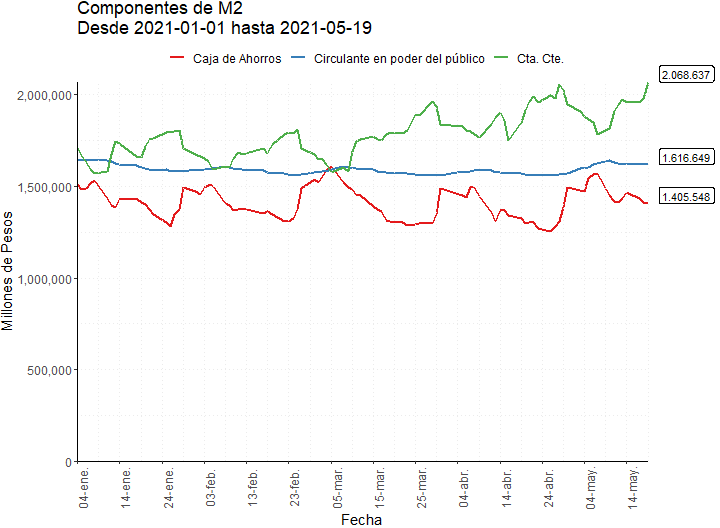 Componentes de M2
Desde 2021-01-01 hasta 2021-05-19
Caja de Ahorros Circulante en poder del público Cta. Cte.
2.068.637
2,000,000
1.616.649
1,500,000
1.405.548
1,000,000
500,000
0
Millones de Pesos
04-ene. 14-ene. 24-ene. 03-feb. 13-feb. 23-feb. 05-mar. 15-mar. 25-mar. 04-abr. 14-abr. 24-abr. 04-may. 14-may.
Fecha